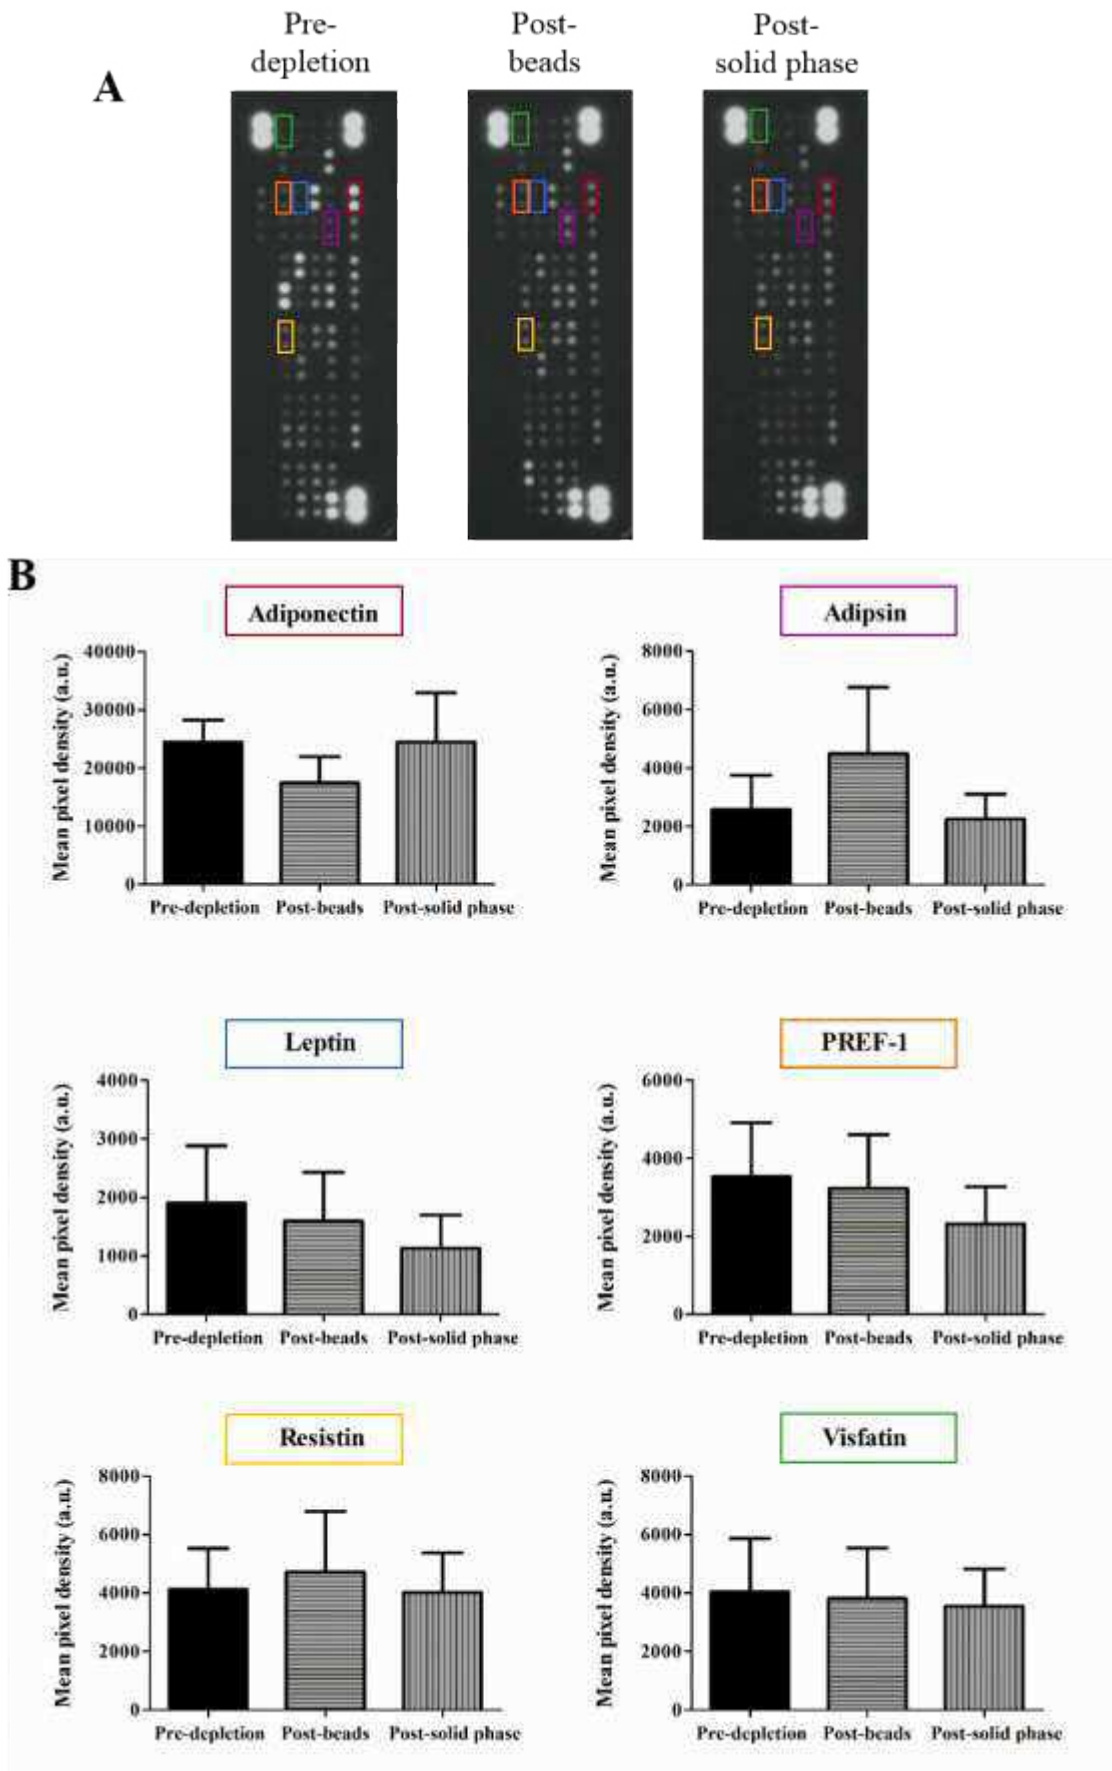 Pre-
depletion
Post-
beads
Post-
solid phase
A
B
Adiponectin
Adipsin
Mean pixel density (a.u.)
40000
30000
20000
10000
0
Pre-depletion Post-beads Post-solid phase
Mean pixel density (a.u.)
8000
6000
4000
2000
0
Pre-depletion Post-beads Post-solid phase
Leptin
PREF-1
Mean pixel density (a.u.)
4000
3000
2000
1000
0
Pre-depletion Post-beads Post-solid phase
Mean pixel density (a.u.)
6000
4000
2000
0
Pre-depletion Post-beads Post-solid phase
Resistin
Visfatin
Mean pixel density (a.u.)
8000
6000
4000
2000
0
Pre-depletion Post-beads Post-solid phase
Mean pixel density (a.u.)
8000
6000
4000
2000
0
Pre-depletion Post-beads Post-solid phase